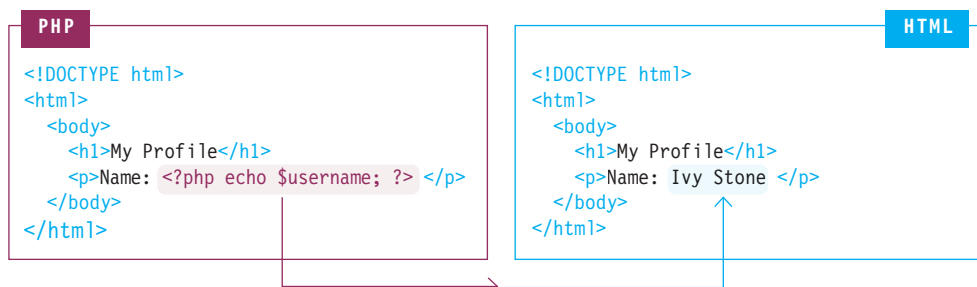 PHP
<!DOCTYPE html>
<html>
<body>
<h1>My Profile</h1>
<p>Name: <?php echo $username; ?> </p>
</body>
</html>
HTML
<!DOCTYPE html>
<html>
<body>
<h1>My Profile</h1>
<p>Name: Ivy Stone </p>
</body>
</html>